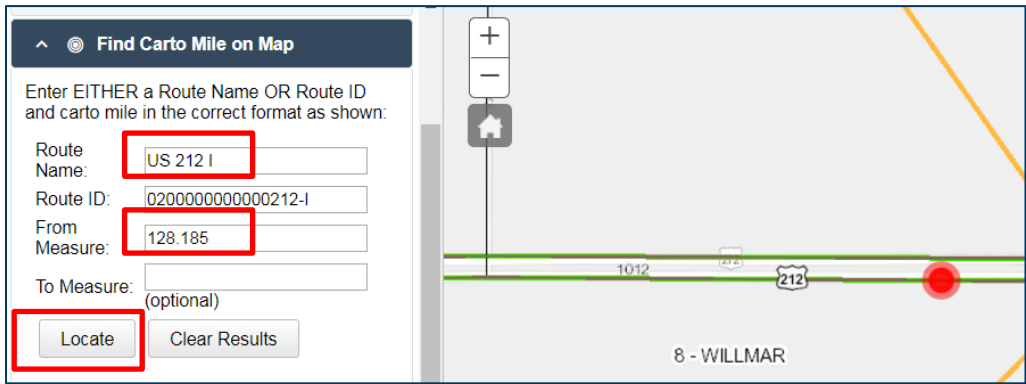 Find Carto Mile on Map
Enter EITHER a Route Name OR Route ID
and carto mile in the correct format as shown:
Route
Name:
US 212 I
Route ID:
0200000000000212-I
From
Measure:
128.185
To Measure:
(optional)
Locate
Clear Results
+
−
212
1012
212
8 - WILLMAR